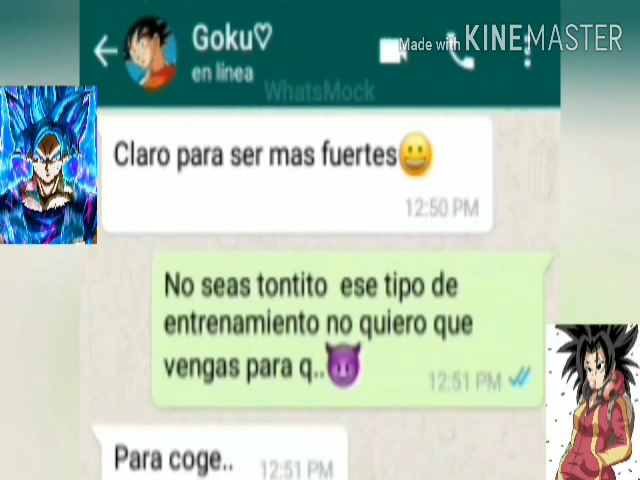 Goku♡
Made with KINEMASTER
en línea
WhatsMock
Claro para ser mas fuertes😀
12:50 PM
No seas tontito ese tipo de
entrenamiento no quiero que
vengas para q..😈
12:51 PM
Para coge..
12:51 PM